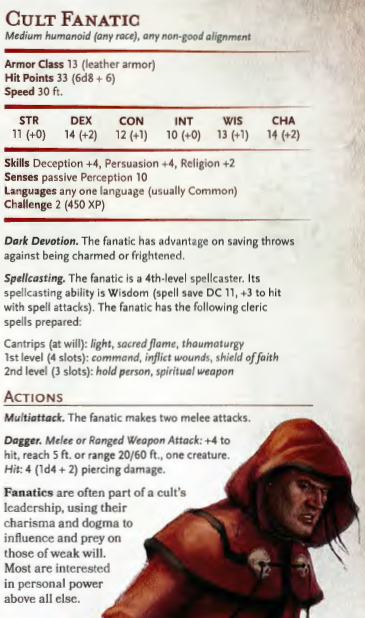 CULT FANATIC
Medium humanoid (any race), any non-good alignment
Armor Class 13 (leather armor)
Hit Points 33 (6d8 + 6)
Speed 30 ft.
STR DEX CON INT WIS CHA
11 (+0) 14 (+2) 12 (+1) 10 (+0) 13 (+1) 14 (+2)
Skills Deception +4, Persuasion +4, Religion +2
Senses passive Perception 10
Languages any one language (usually Common)
Challenge 2 (450 XP)
Dark Devotion. The fanatic has advantage on saving throws
against being charmed or frightened.
Spellcasting. The fanatic is a 4th-level spellcaster. Its
spellcasting ability is Wisdom (spell save DC 11, +3 to hit
with spell attacks). The fanatic has the following cleric
spells prepared:
Cantrips (at will): light, sacred flame, thaumaturgy
1st level (4 slots): command, inflict wounds, shield of faith
2nd level (3 slots): hold person, spiritual weapon
ACTIONS
Multiattack. The fanatic makes two melee attacks.
Dagger. Melee or Ranged Weapon Attack: +4 to
hit, reach 5 ft. or range 20/60 ft., one creature.
Hit: 4 (1d4 + 2) piercing damage.
Fanatics are often part of a cult's
leadership, using their
charisma and dogma to
influence and prey on
those of weak will.
Most are interested
in personal power
above all else.